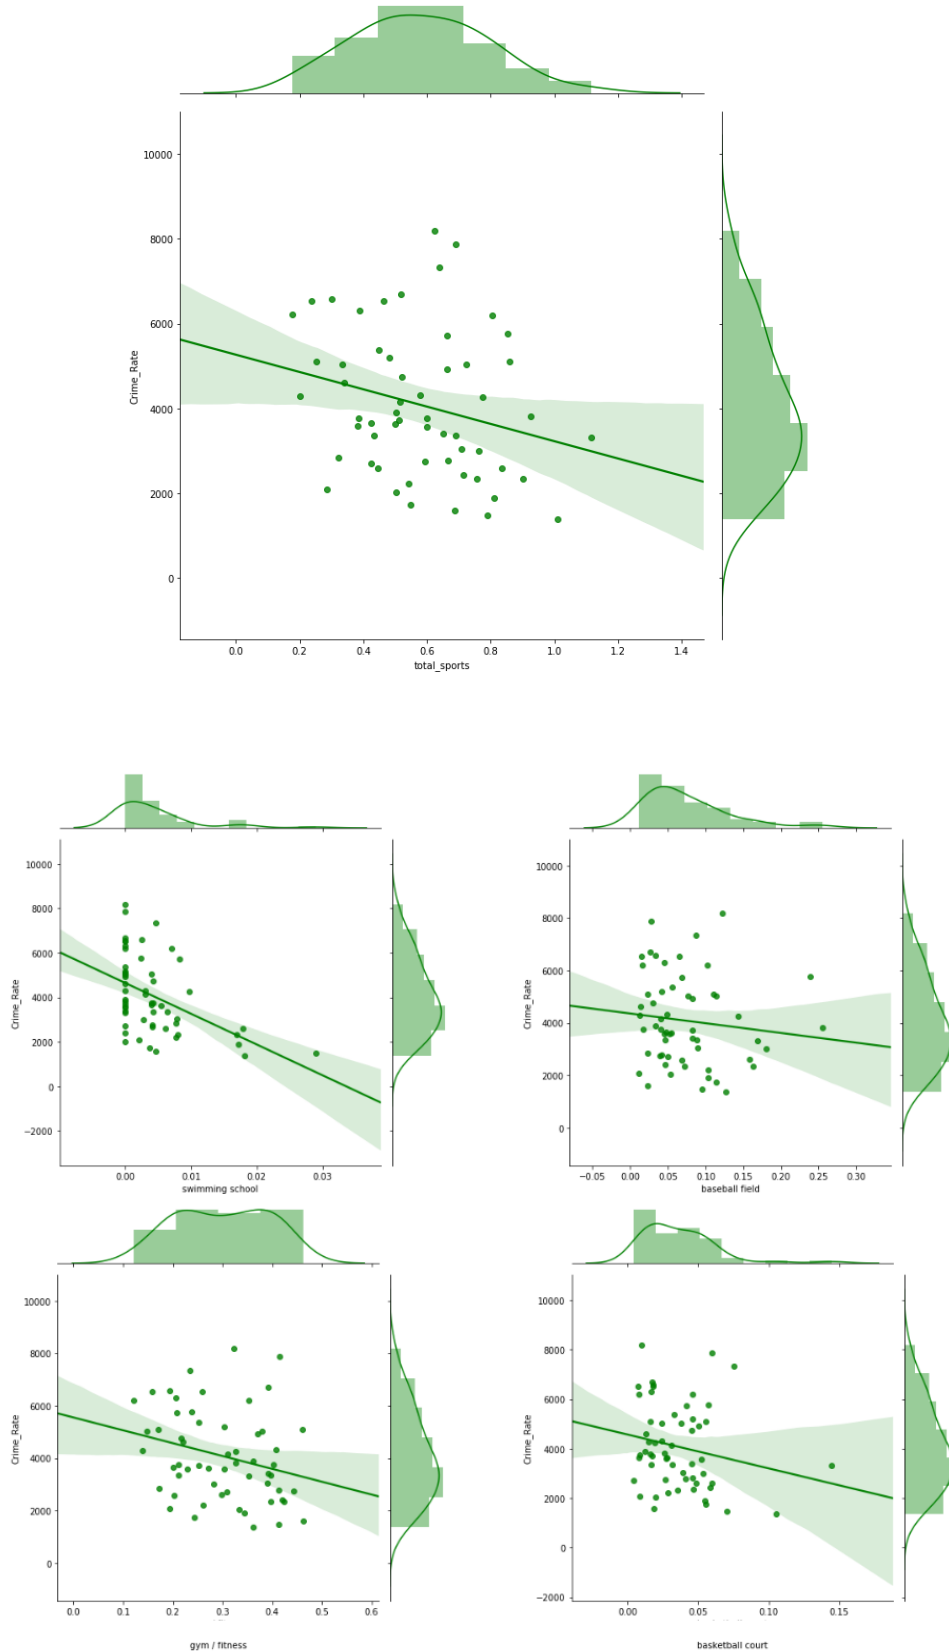 10000
8000
6000
4000
2000
0
Crime_Rate
0.0 0.2 0.4 0.6 0.8 1.0 1.2 1.4
total_sports
10000
8000
6000
4000
2000
0
−2000
Crime_Rate
0.00 0.01 0.02 0.03
swimming school
10000
8000
6000
4000
2000
0
Crime_Rate
−0.05 0.00 0.05 0.10 0.15 0.20 0.25 0.30
baseball field
10000
8000
6000
4000
2000
0
Crime_Rate
0.0 0.1 0.2 0.3 0.4 0.5 0.6
gym / fitness
10000
8000
6000
4000
2000
0
−2000
Crime_Rate
0.00 0.05 0.10 0.15
basketball court